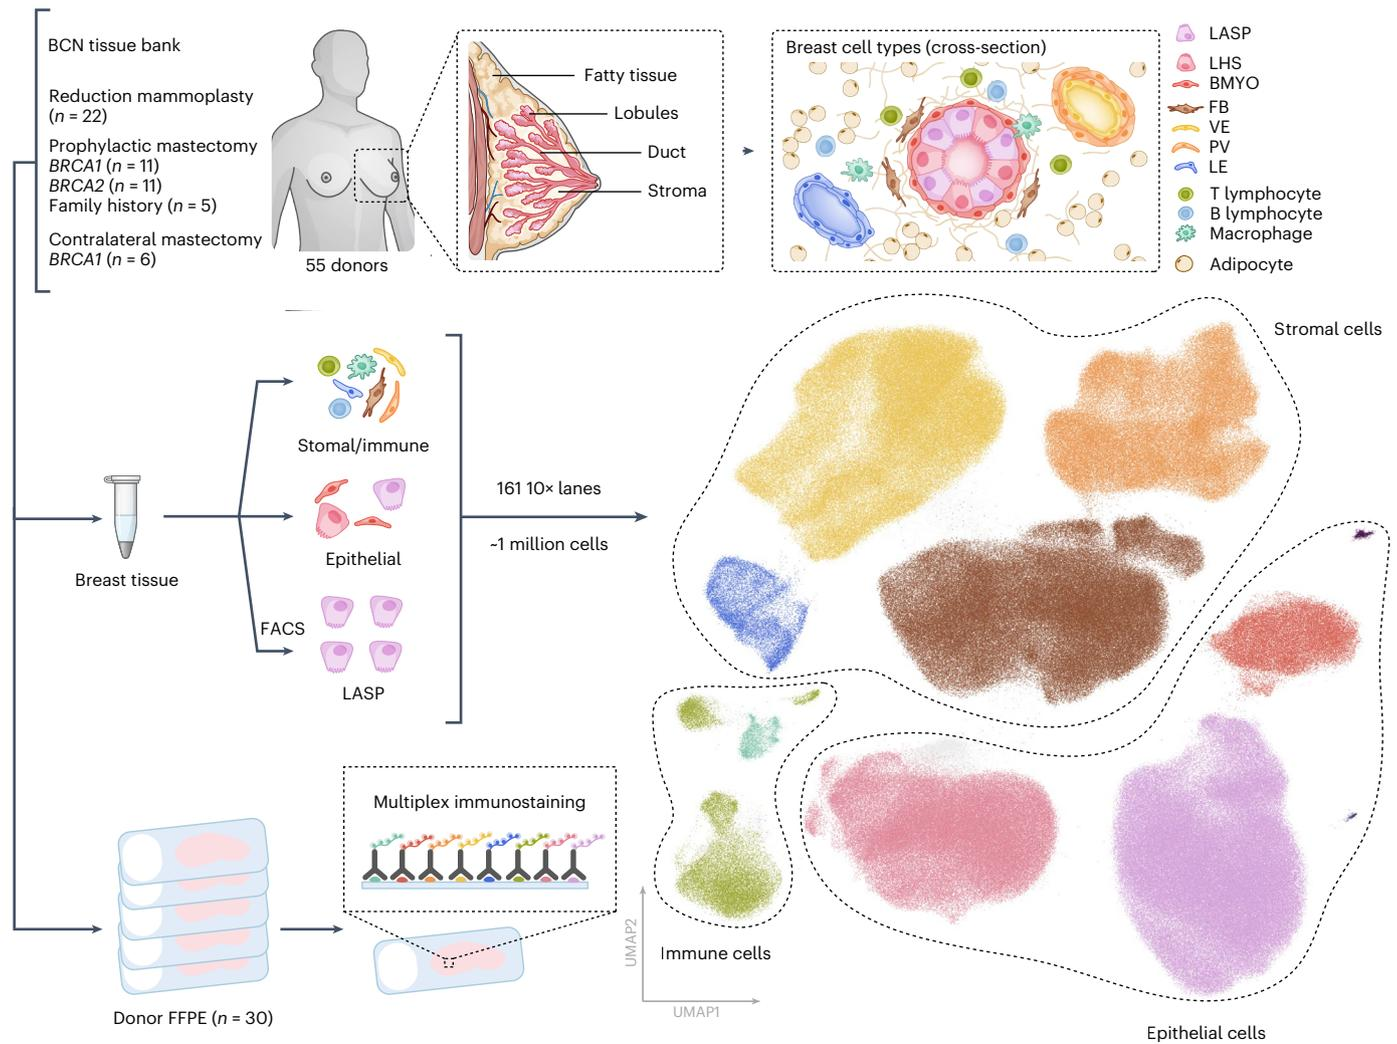 BCN tissue bank
Reduction mammoplasty
(n = 22)
Prophylactic mastectomy
BRCA1 (n = 11)
BRCA2 (n = 11)
Family history (n = 5)
Contralateral mastectomy
BRCA1 (n = 6)
55 donors
Fatty tissue
Lobules
Duct
Stroma
Breast cell types (cross-section)
LASP
LHS
BMYO
FB
VE
PV
LE
T lymphocyte
B lymphocyte
Macrophage
Adipocyte
Breast tissue
Stomal/immune
Epithelial
FACS
LASP
161 10× lanes
~1 million cells
Stromal cells
Immune cells
Epithelial cells
UMAP2
UMAP1
Multiplex immunostaining
Donor FFPE (n = 30)